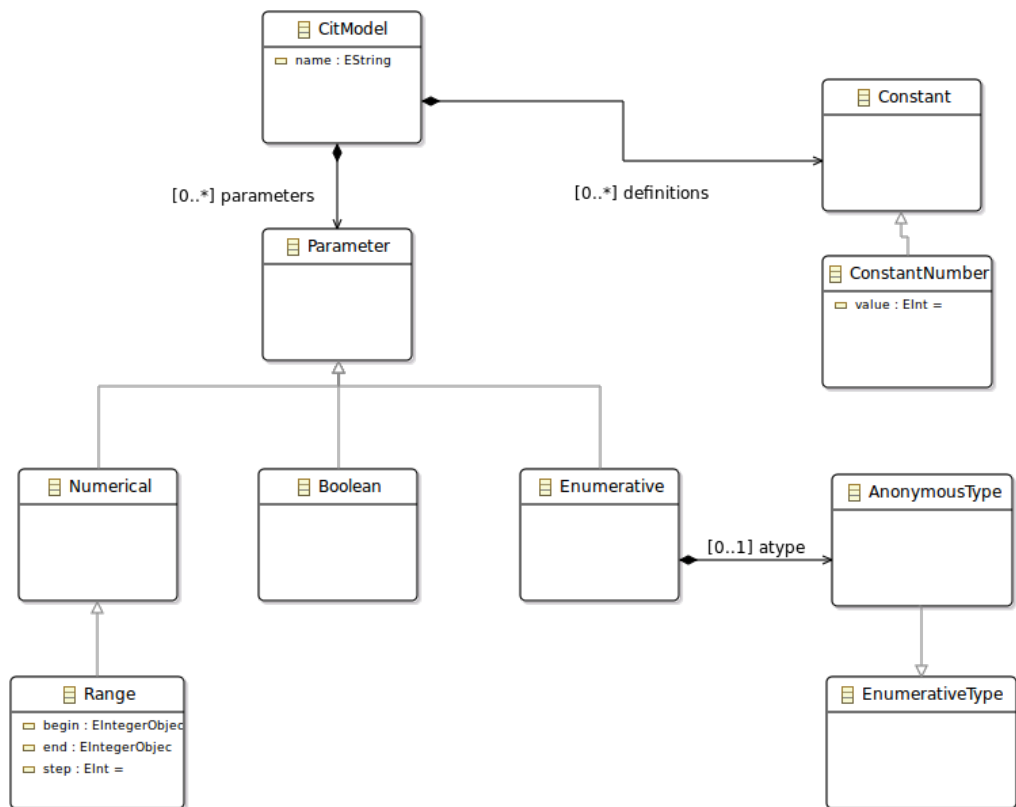 CitModel
name : EString
Constant
[0..*] parameters
[0..*] definitions
Parameter
ConstantNumber
value : EInt =
Numerical
Boolean
Enumerative
AnonymousType
[0..1] atype
Range
begin : EIntegerObjec
end : EIntegerObjec
step : EInt =
EnumerativeType